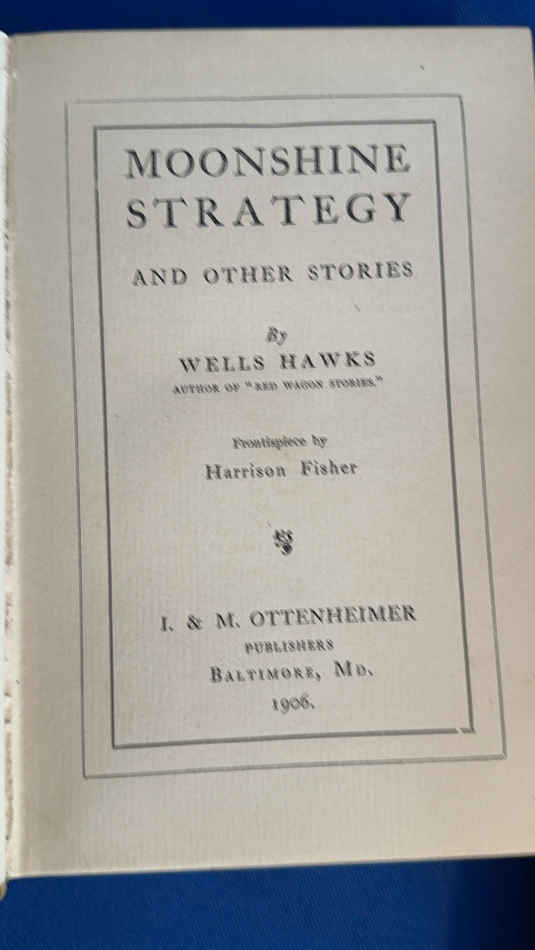 MOONSHINE
STRATEGY
AND OTHER STORIES
By
WELLS HAWKS
AUTHOR OF "RED WAGON STORIES."
Frontispiece by
Harrison Fisher
I. & M. OTTENHEIMER
PUBLISHERS
BALTIMORE, MD.
1906.